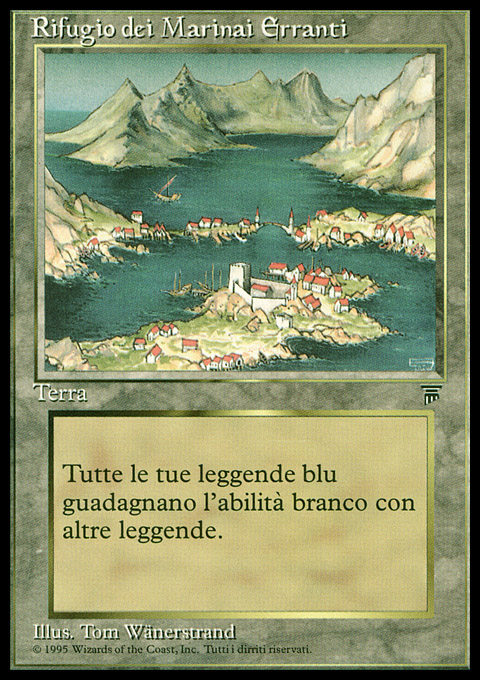 Rifugio dei Marinai Erranti
Terra
Tutte le tue leggende blu
guadagnano l'abilità branco con
altre leggende.
Illus. Tom Wänerstrand
© 1995 Wizards of the Coast, Inc. Tutti i dirriti riservati.